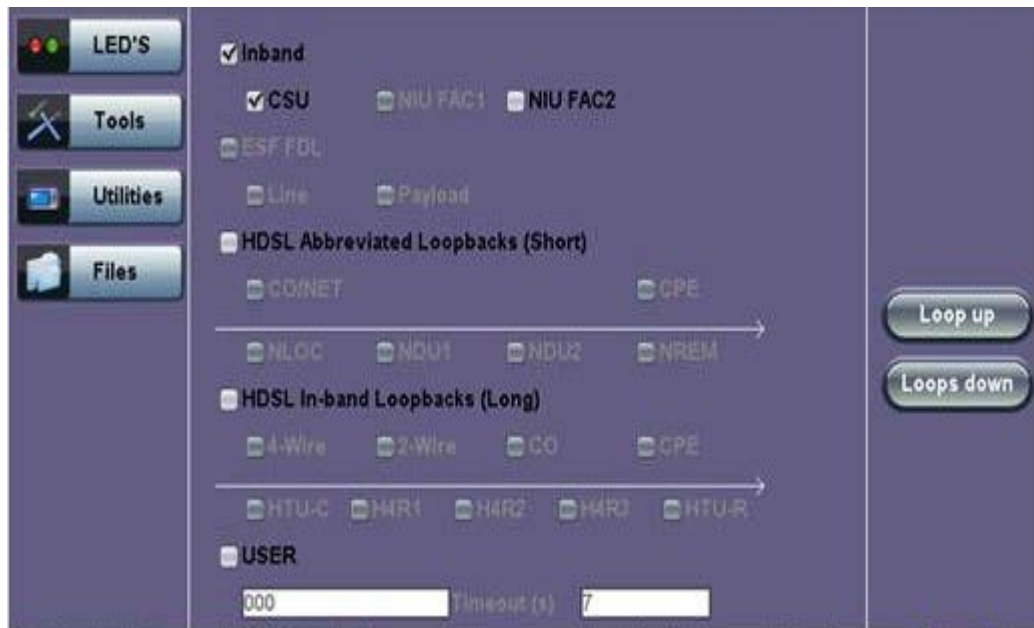 LED'S
Tools
Utilities
Files
Inband
CSU NIU FAC1 NIU FAC2
ESF FDL
Line Payload
HDSL Abbreviated Loopbacks (Short)
CO/NET CPE
NLOC NDU1 NDU2 NREM
HDSL In-band Loopbacks (Long)
4-Wire 2-Wire CO CPE
HTU-C H4R1 H4R2 H4R3 HTU-R
USER
000 Timeout (s) 7
Loop up
Loops down